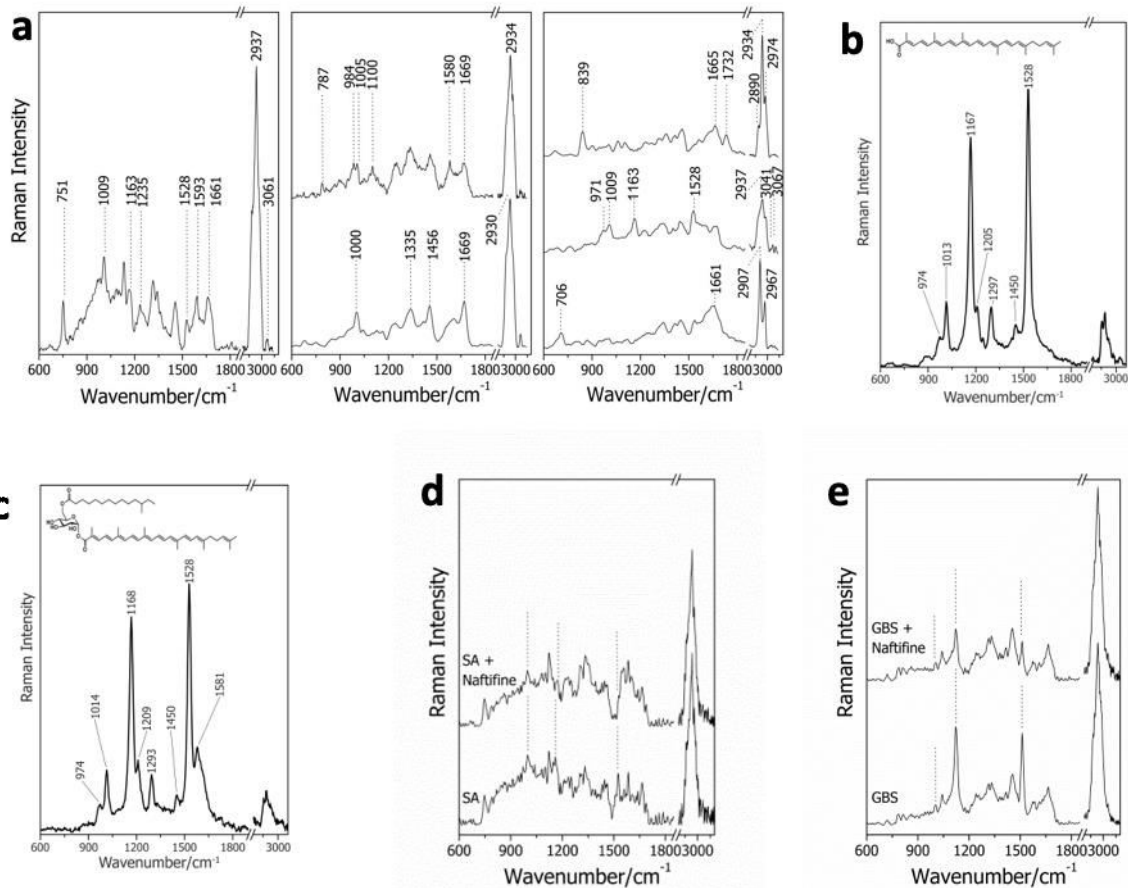 a
Raman Intensity
751
1009
1163
1235
1528
1593
1661
2937
3061
600 900 1200 1500 1800 3000
Wavenumber/cm-1
787
984
1005
1100
1580
1669
2934
1000
1335
1456
1669
2930
600 900 1200 1500 1800 3000
Wavenumber/cm-1
839
1665
1732
2890
2934
2974
971
1009
1163
1528
2937
3041
3067
706
1661
2907
2967
600 900 1200 1500 1800 3000
Wavenumber/cm-1
b
HO
O
Raman Intensity
974
1013
1167
1205
1297
1450
1528
600 900 1200 1500 1800 3000
Wavenumber/cm-1
c
Raman Intensity
974
1014
1168
1209
1293
1450
1528
1581
600 900 1200 1500 1800 3000
Wavenumber/cm-1
d
Raman Intensity
SA +
Naftifine
SA
600 900 1200 1500 1800 3000
Wavenumber/cm-1
e
Raman Intensity
GBS +
Naftifine
GBS
600 900 1200 1500 1800 3000
Wavenumber/cm-1